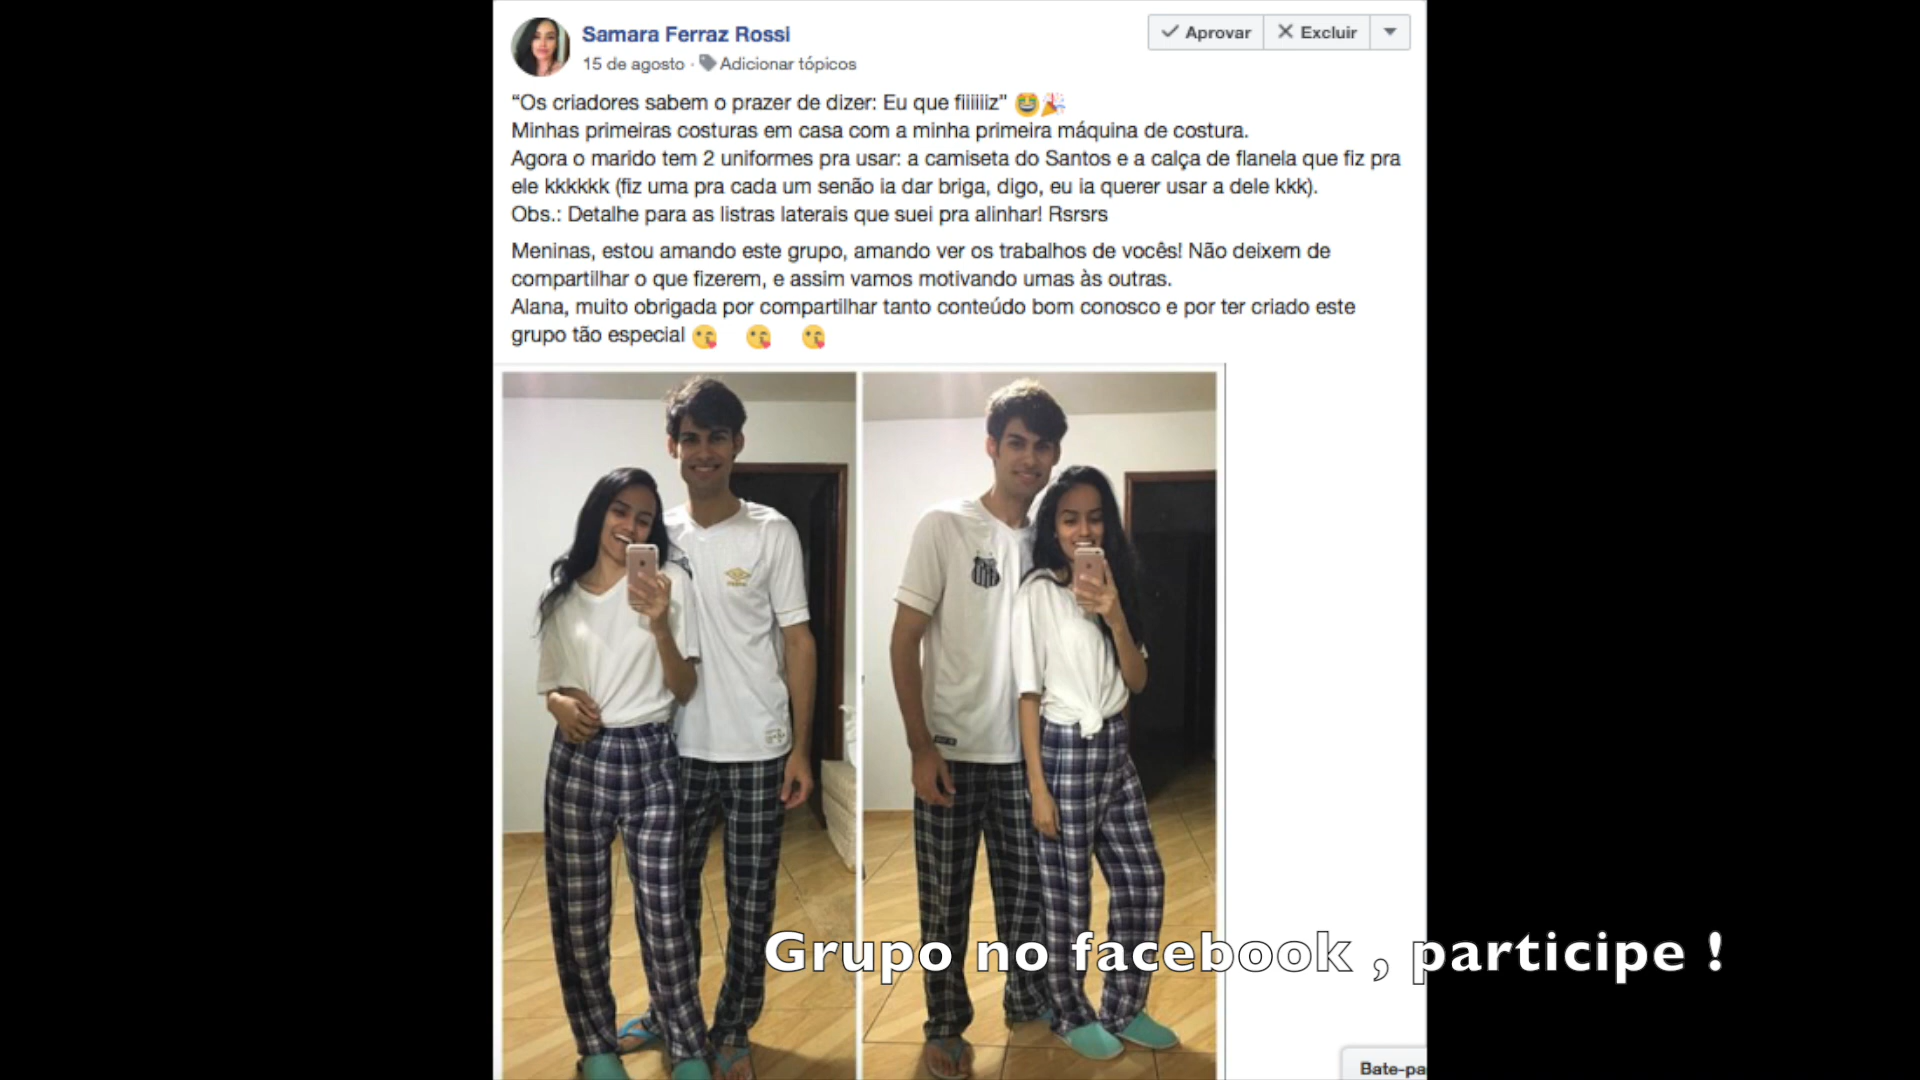 Samara Ferraz Rossi
15 de agosto · Adicionar tópicos
Aprovar
Excluir
“Os criadores sabem o prazer de dizer: Eu que fiiiiiiz" 😭🎉
Minhas primeiras costuras em casa com a minha primeira máquina de costura.
Agora o marido tem 2 uniformes pra usar: a camiseta do Santos e a calça de flanela que fiz pra
ele kkkkkk (fiz uma pra cada um senão ia dar briga, digo, eu ia querer usar a dele kkk).
Obs.: Detalhe para as listras laterais que suei pra alinhar! Rsrsrs
Meninas, estou amando este grupo, amando ver os trabalhos de vocês! Não deixem de
compartilhar o que fizerem, e assim vamos motivando umas às outras.
Alana, muito obrigada por compartilhar tanto conteúdo bom conosco e por ter criado este
grupo tão especial 😘 😘 😘
Grupo no facebook , participe !
Bate-pa